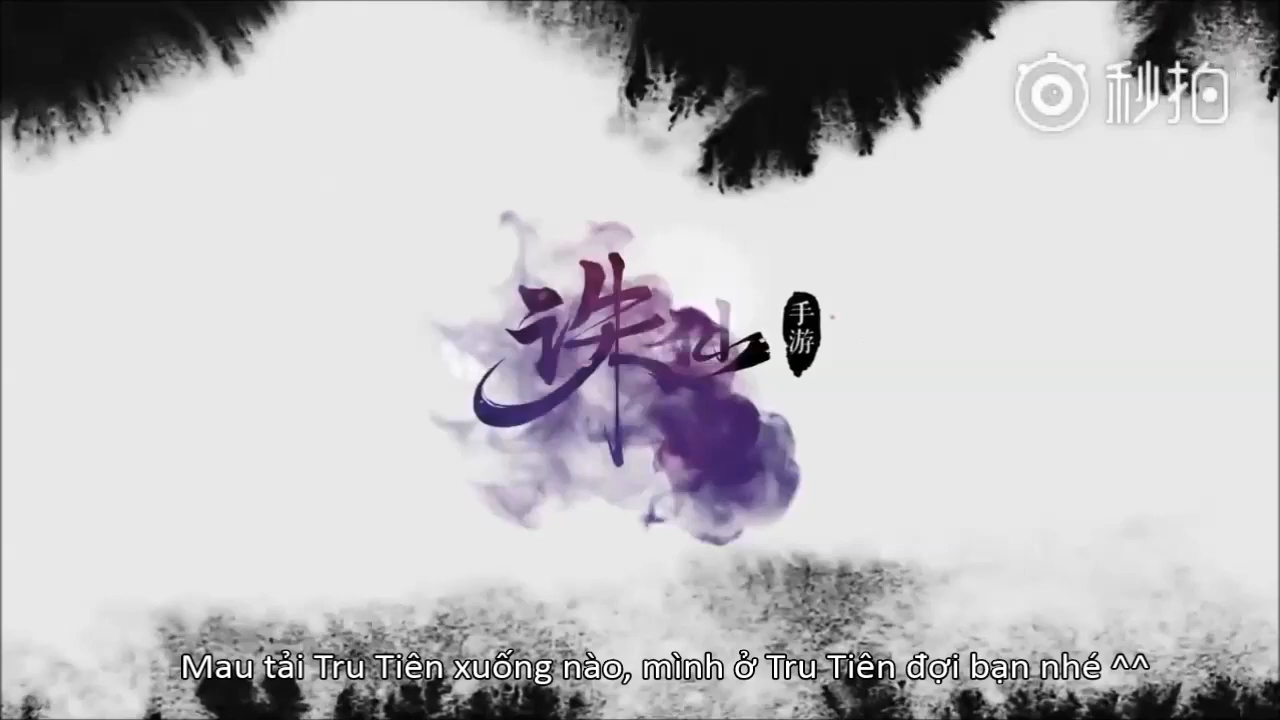 秒拍
诛仙
手游
Mau tải Tru Tiên xuống nào, mình ở Tru Tiên đợi bạn nhé ^^